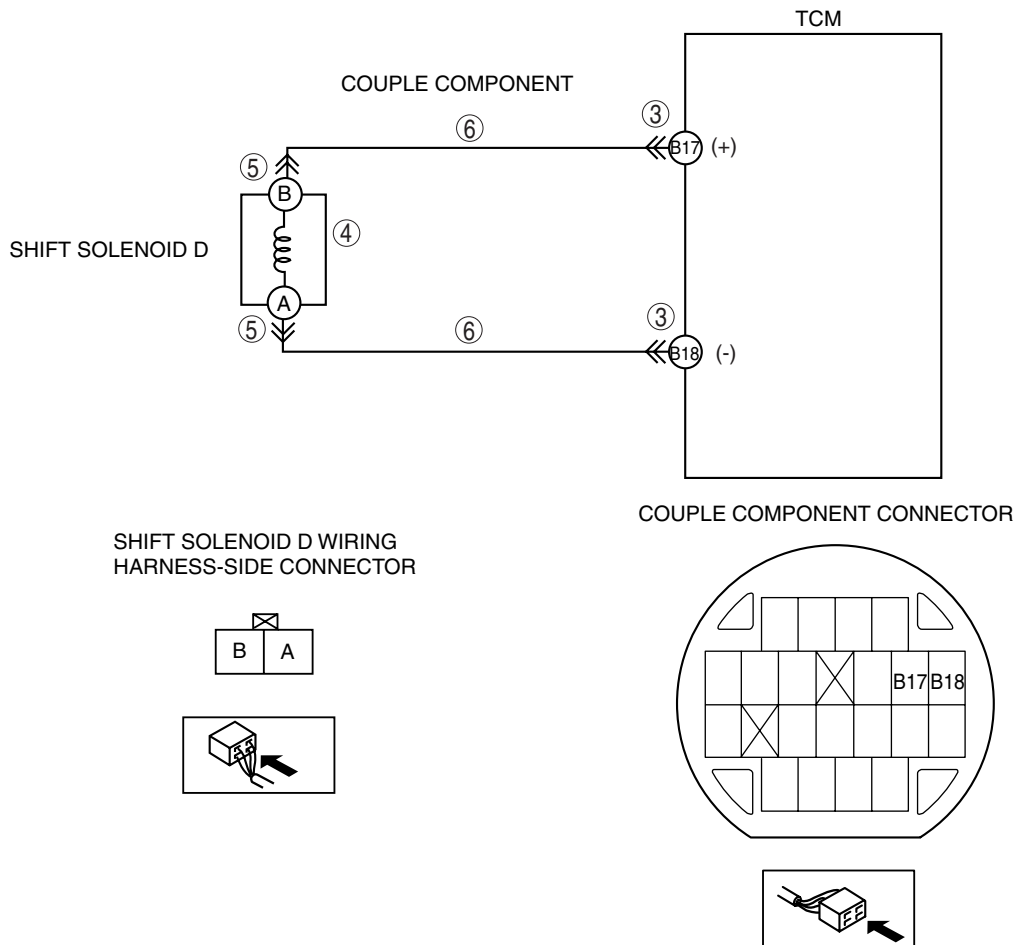 TCM
COUPLE COMPONENT
⑥
③
B17
(+)
⑤
B
④
SHIFT SOLENOID D
A
⑤
⑥
③
B18
(-)
COUPLE COMPONENT CONNECTOR
SHIFT SOLENOID D WIRING
HARNESS-SIDE CONNECTOR
B A
B17 B18